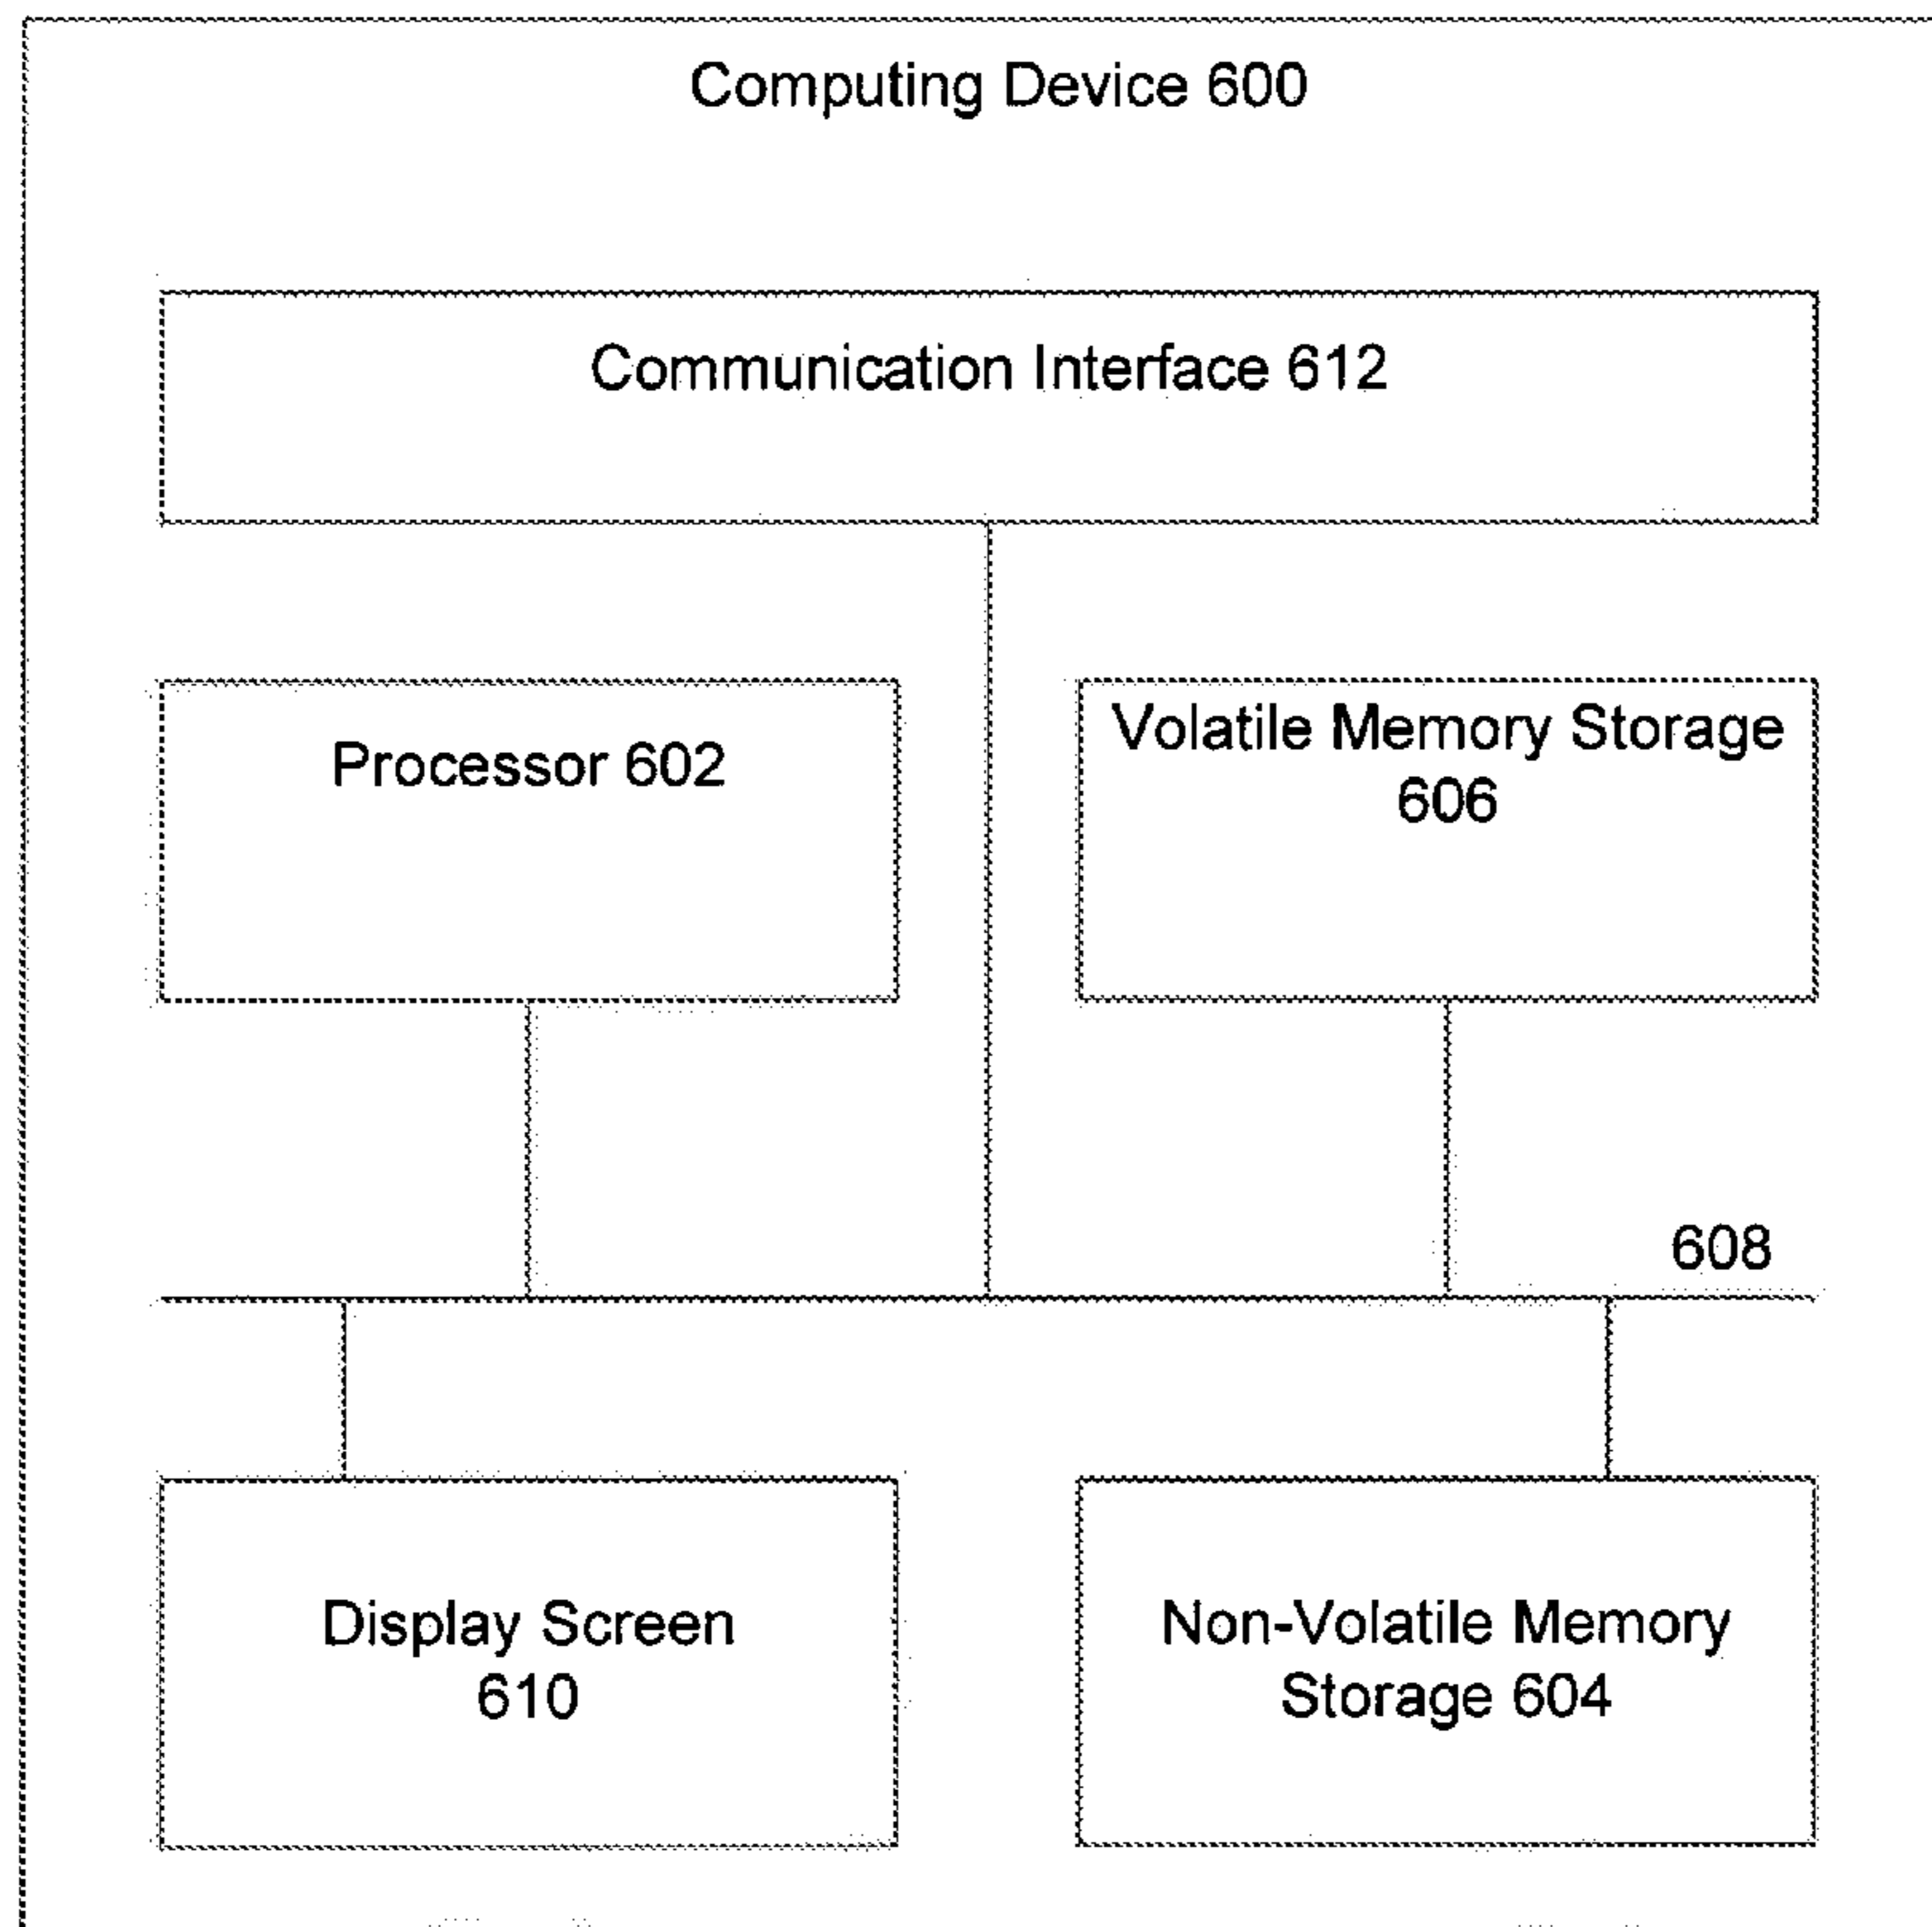 Computing Device 600
Communication Interface 612
Processor 602
Volatile Memory Storage
606
608
Display Screen
610
Non-Volatile Memory
Storage 604